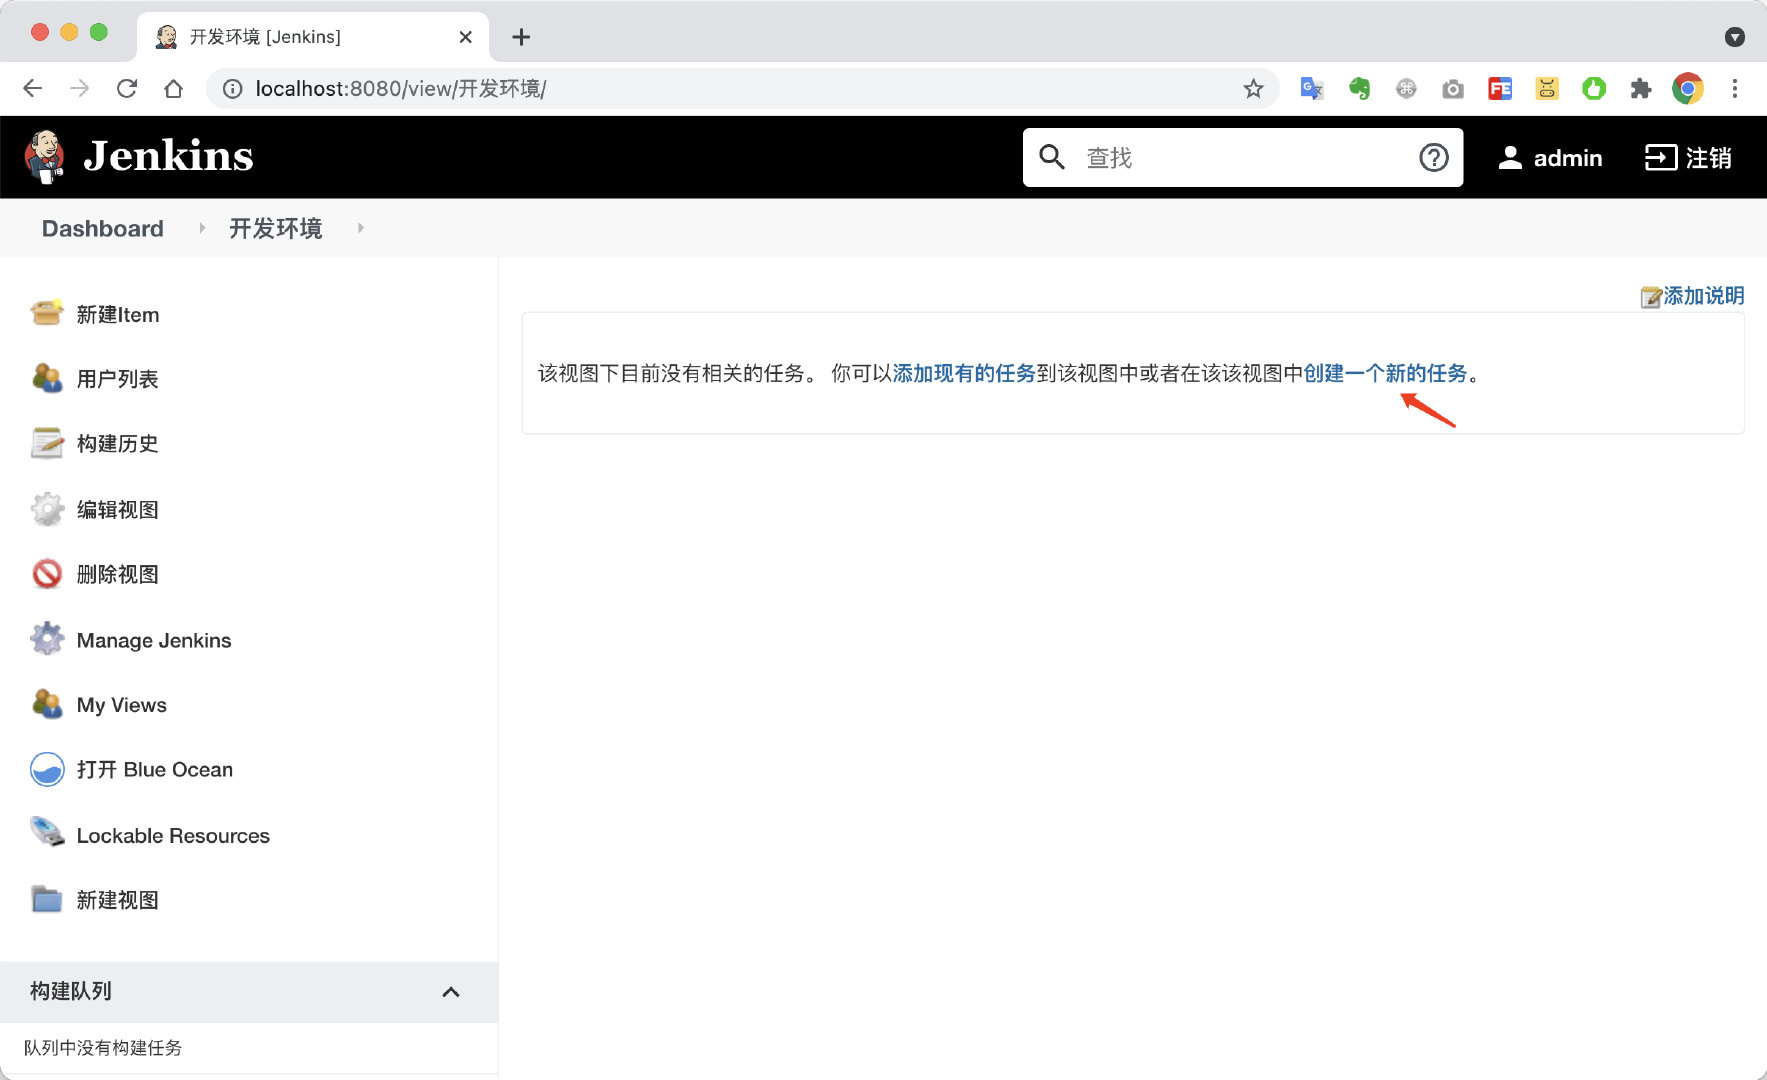 开发环境 [Jenkins]
localhost:8080/view/开发环境/
Jenkins
查找
admin
注销
Dashboard
开发环境
新建Item
用户列表
构建历史
编辑视图
删除视图
Manage Jenkins
My Views
打开 Blue Ocean
Lockable Resources
新建视图
构建队列
队列中没有构建任务
添加说明
该视图下目前没有相关的任务。 你可以添加现有的任务到该视图中或者在该该视图中创建一个新的任务。
FE